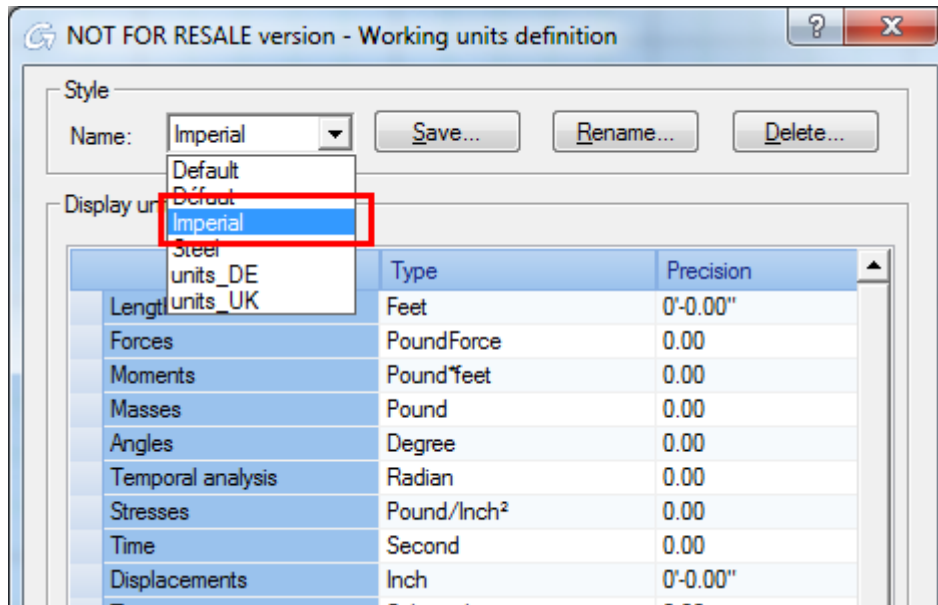 NOT FOR RESALE version - Working units definition
Style
Name: Imperial Save... Rename... Delete...
Default
Défaut
Display un
Imperial
Steel
units_DE
units_UK
Type Precision
Length Feet 0'-0.00"
Forces PoundForce 0.00
Moments Pound*feet 0.00
Masses Pound 0.00
Angles Degree 0.00
Temporal analysis Radian 0.00
Stresses Pound/Inch² 0.00
Time Second 0.00
Displacements Inch 0'-0.00"